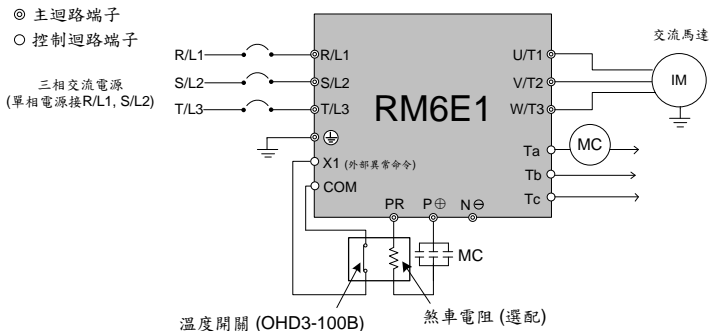 ◎ 主迴路端子
○ 控制迴路端子
交流馬達
R/L1
R/L1
U/T1
三相交流電源
(單相電源接R/L1, S/L2)
S/L2
S/L2
V/T2
IM
T/L3
T/L3
RM6E1
W/T3
Ta
MC
X1 (外部異常命令)
Tb
COM
Tc
PR
P⊕
N⊖
MC
溫度開關 (OHD3-100B)
煞車電阻 (選配)